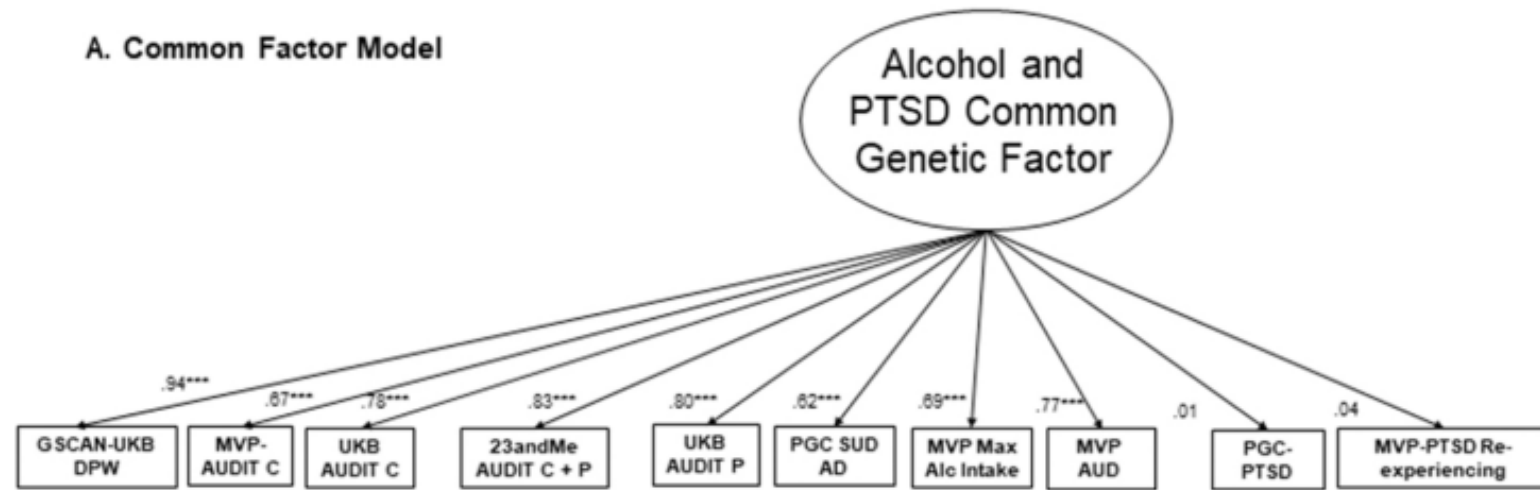 A. Common Factor Model
Alcohol and
PTSD Common
Genetic Factor
.94***
.67***
.78***
.83***
.80***
.62***
.69***
.77***
.01
.04
GSCAN-UKB
DPW
MVP-
AUDIT C
UKB
AUDIT C
23andMe
AUDIT C + P
UKB
AUDIT P
PGC SUD
AD
MVP Max
Alc Intake
MVP
AUD
PGC-
PTSD
MVP-PTSD Re-
experiencing